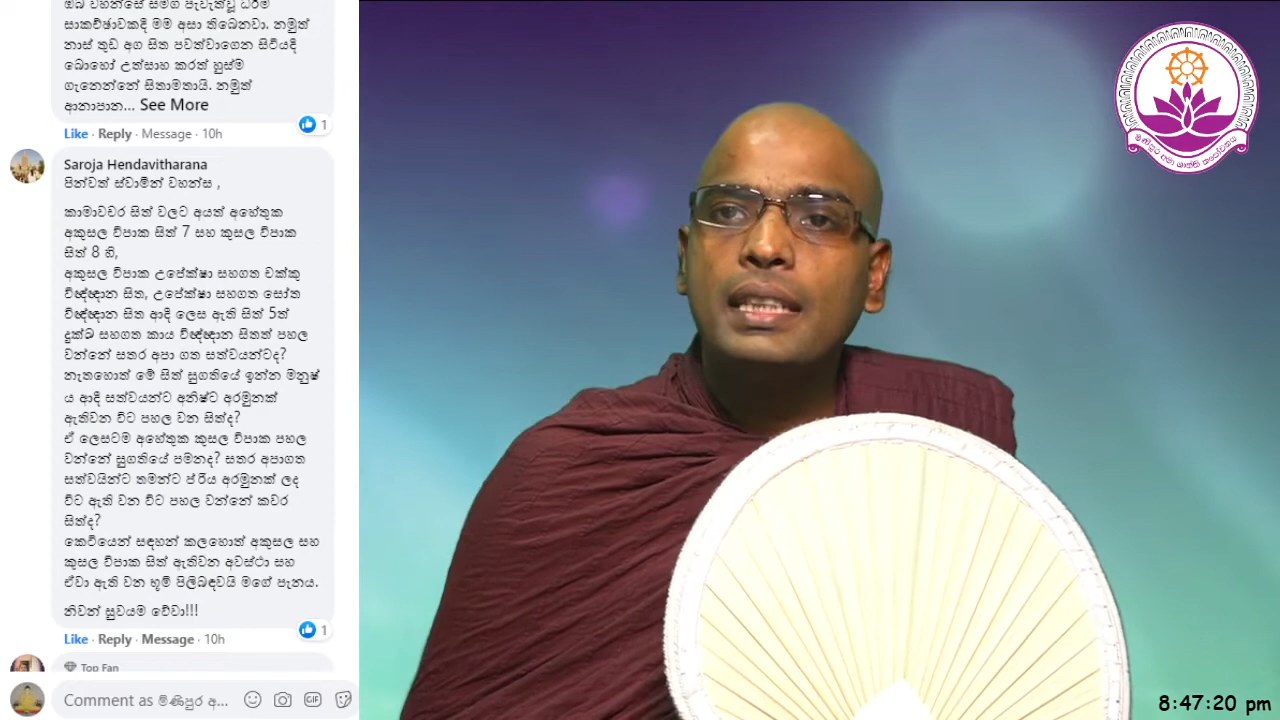 ඔබ වහන්සේ සමග පැවැත්වූ ධර්ම
සාකච්ඡාවකදී මම අසා තිබෙනවා. නමුත්
නාස් තුඩ අග සිත පවත්වාගෙන සිටියදී
බොහෝ උත්සාහ කරත් හුස්ම
ගැනෙන්නේ සිතාමතායි. නමුත්
ආනාපාන... See More
Like · Reply · Message · 10h
1
Saroja Hendavitharana
පින්වත් ස්වාමීන් වහන්ස ,
කාමාවචර සිත් වලට අයත් අහේතුක
අකුසල විපාක සිත් 7 සහ කුසල විපාක
සිත් 8 හි,
අකුසල විපාක උපේක්ෂා සහගත චක්කු
විඤ්ඤාන සිත, උපේක්ෂා සහගත සෝත
විඤ්ඤාන සිත ආදී ලෙස ඇති සිත් 5ත්
දුක්ඛ සහගත කාය විඤ්ඤාන සිතත් පහල
වන්නේ සතර අපා ගත සත්වයන්ටද?
නැතහොත් මේ සිත් සුගතියේ ඉන්න මනුෂ්
ය ආදී සත්වයන්ට අනිෂ්ට අරමුනක්
ඇතිවන විට පහල වන සිත්ද?
ඒ ලෙසටම අහේතුක කුසල විපාක පහල
වන්නේ සුගතියේ පමනද? සතර අපාගත
සත්වයින්ට තමන්ට ප්‍රිය අරමුනක් ලද
විට ඇති වන විට පහල වන්නේ කවර
සිත්ද?
කෙටියෙන් සඳහන් කලහොත් අකුසල සහ
කුසල විපාක සිත් ඇතිවන අවස්ථා සහ
ඒවා ඇති වන භූමි පිලිබඳවයි මගේ පැනය.
නිවන් සුවයම වේවා!!!
Like · Reply · Message · 10h
1
Top Fan
Comment as මිණිපුර අ...
GIF
8:47:20 pm